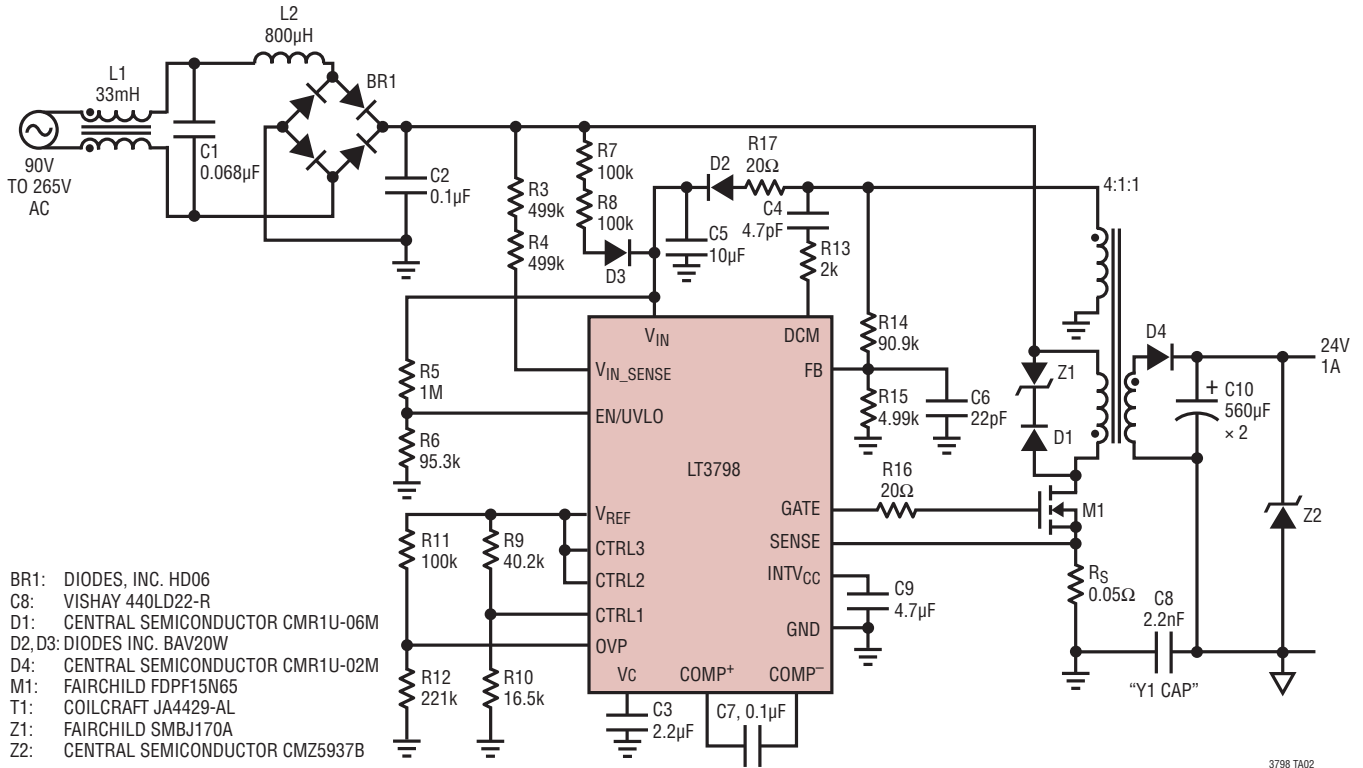 L2
800µH
L1
33mH
BR1
C1
0.068µF
90V
TO 265V
AC
C2
0.1µF
R3
499k
R4
499k
R7
100k
R8
100k
D3
D2
R17
20Ω
C5
10µF
C4
4.7pF
R13
2k
4:1:1
R5
1M
R6
95.3k
VIN
DCM
VIN_SENSE
FB
EN/UVLO
LT3798
R14
90.9k
R15
4.99k
C6
22pF
Z1
D1
D4
C10
+
560µF
× 2
24V
1A
R16
20Ω
GATE
M1
SENSE
Z2
VREF
CTRL3
CTRL2
CTRL1
OVP
INTVCC
GND
C9
4.7µF
RS
0.05Ω
C8
2.2nF
"Y1 CAP"
R11
100k
R9
40.2k
R12
221k
R10
16.5k
VC
COMP+
COMP–
C3
2.2µF
C7, 0.1µF
BR1: DIODES, INC. HD06
C8: VISHAY 440LD22-R
D1: CENTRAL SEMICONDUCTOR CMR1U-06M
D2, D3: DIODES INC. BAV20W
D4: CENTRAL SEMICONDUCTOR CMR1U-02M
M1: FAIRCHILD FDPF15N65
T1: COILCRAFT JA4429-AL
Z1: FAIRCHILD SMBJ170A
Z2: CENTRAL SEMICONDUCTOR CMZ5937B
3798 TA02